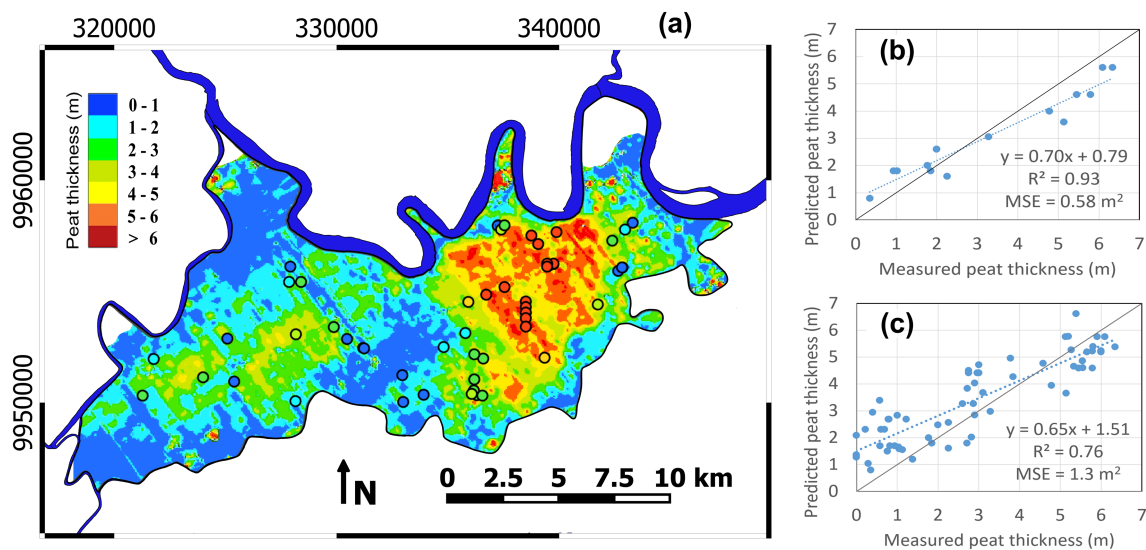 320000
330000
340000
(a)
9960000
9950000
Peat thickness (m)
0 - 1
1 - 2
2 - 3
3 - 4
4 - 5
5 - 6
> 6
N
0 2.5 5 7.5 10 km
(b)
Predicted peat thickness (m)
7
6
5
4
3
2
1
0
y = 0.70x + 0.79
R² = 0.93
MSE = 0.58 m²
0 1 2 3 4 5 6 7
Measured peat thickness (m)
(c)
Predicted peat thickness (m)
7
6
5
4
3
2
1
0
y = 0.65x + 1.51
R² = 0.76
MSE = 1.3 m²
0 1 2 3 4 5 6 7
Measured peat thickness (m)